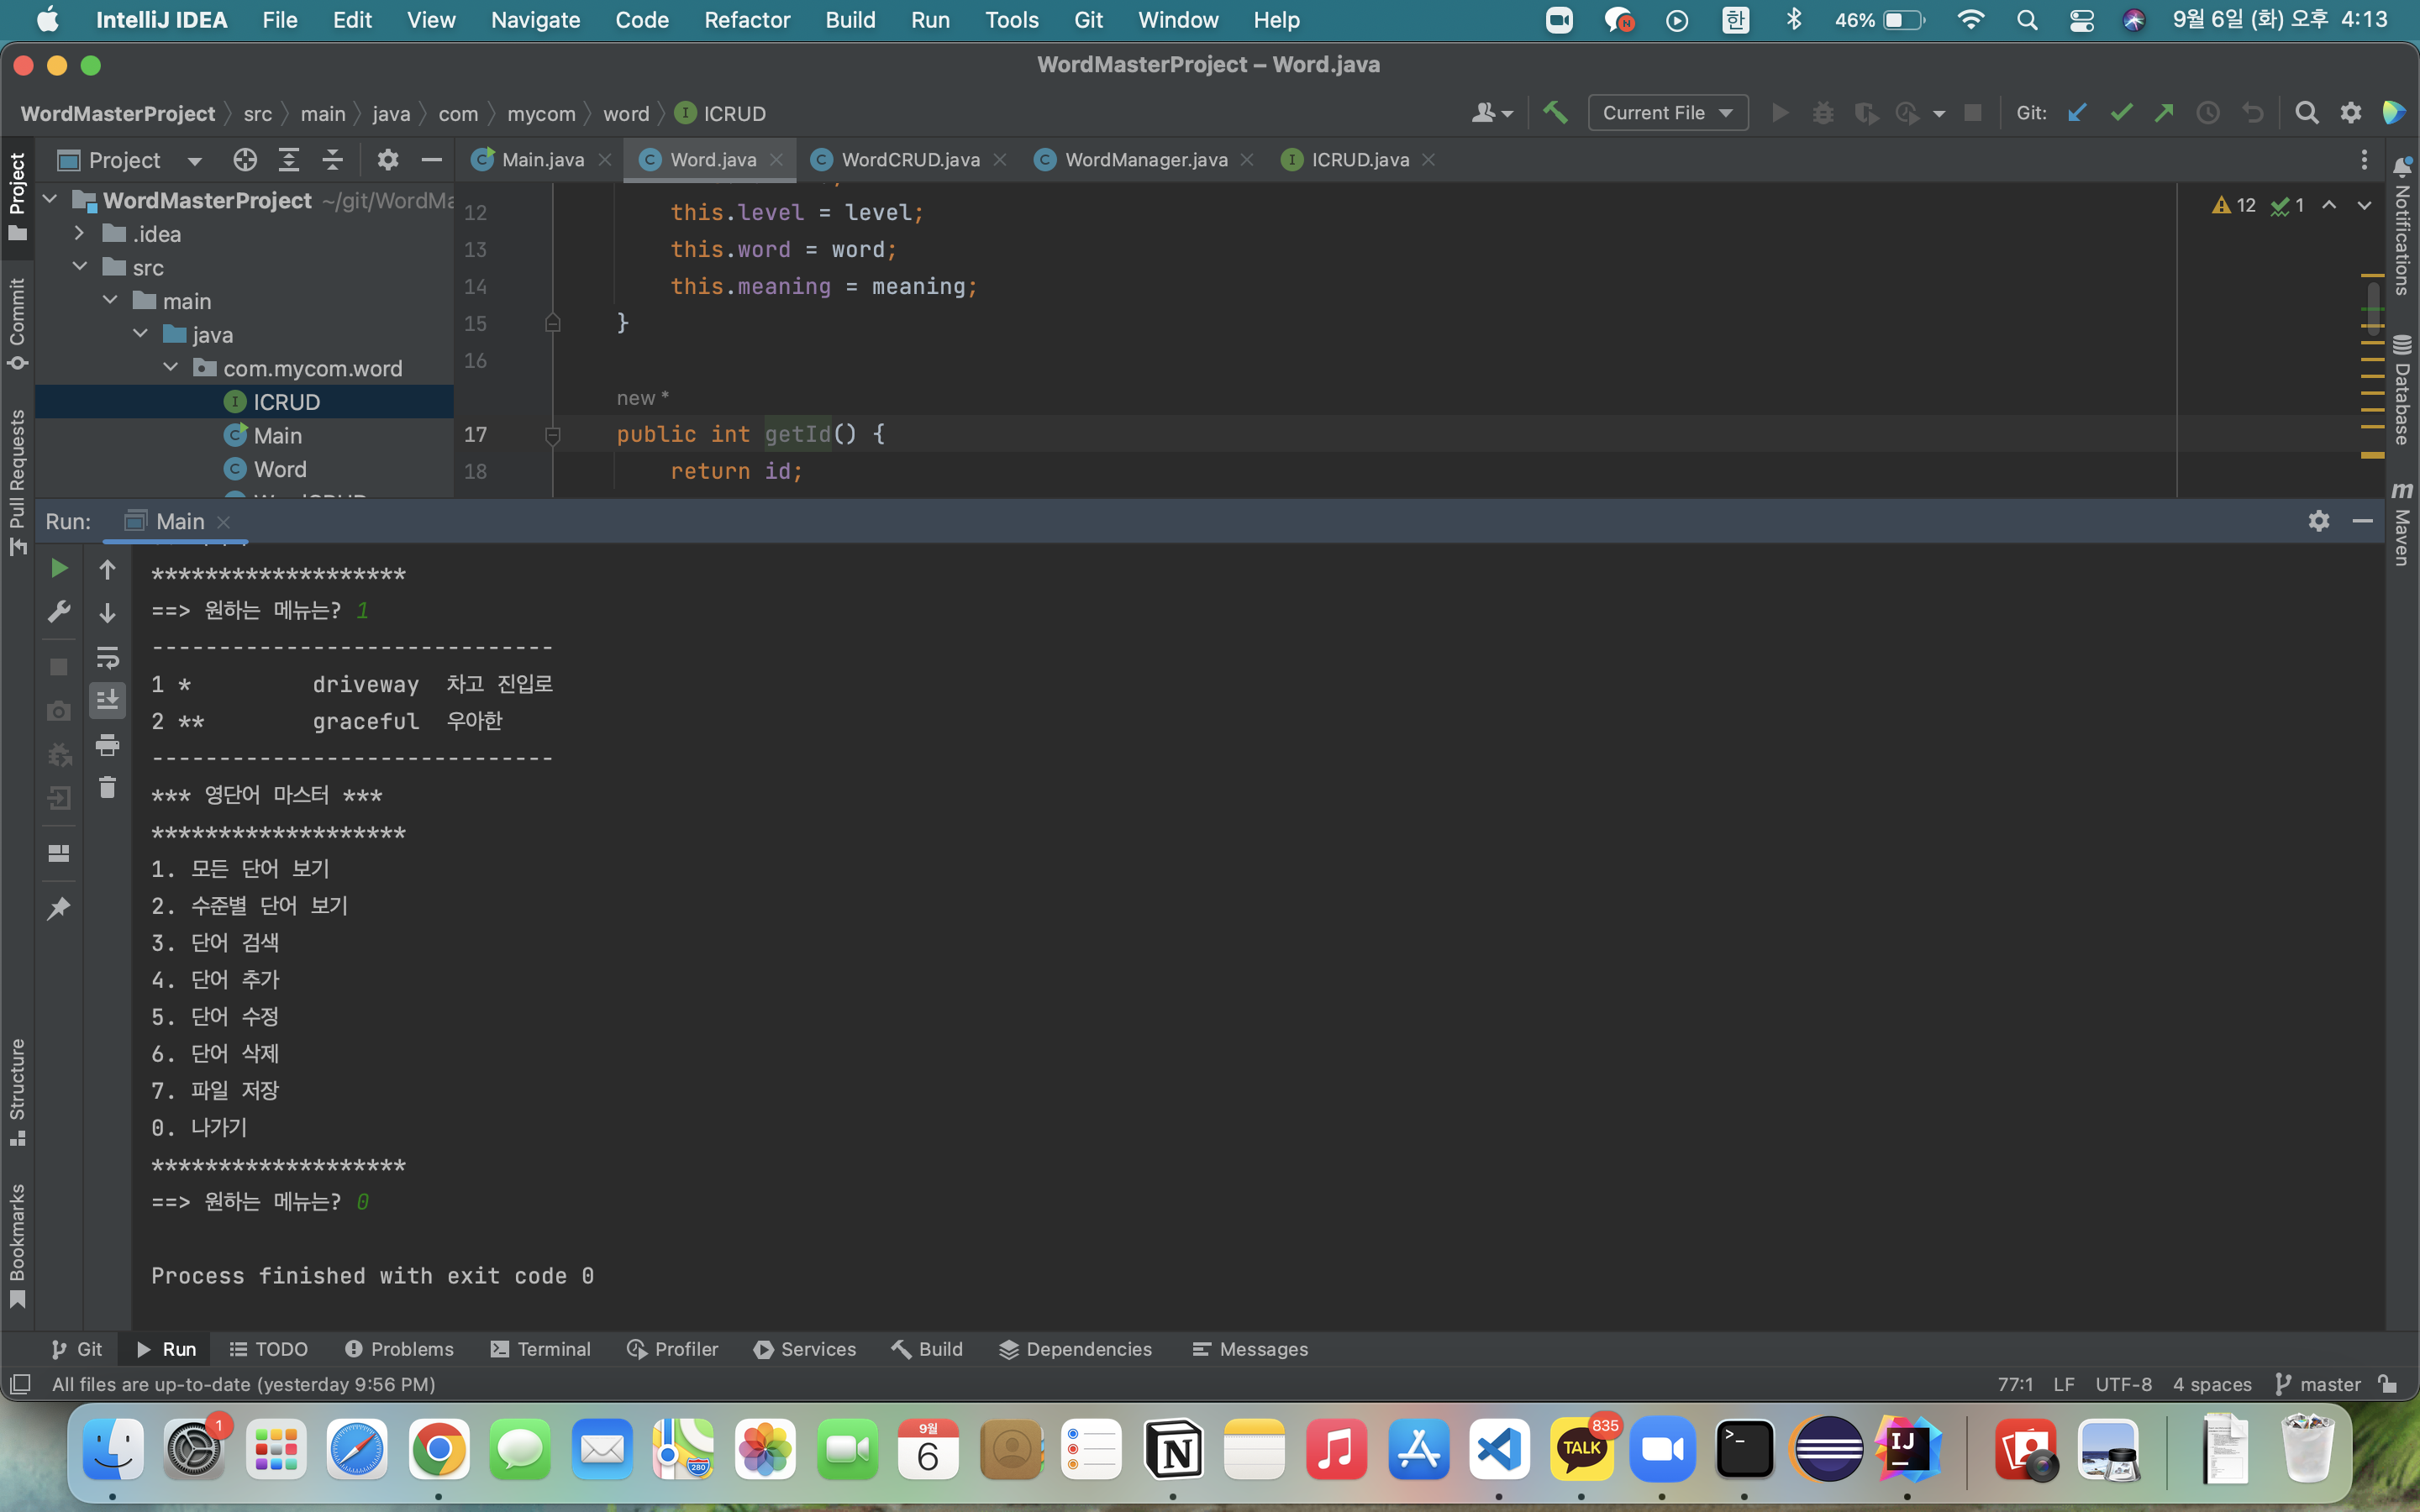 IntelliJ IDEA File Edit View Navigate Code Refactor Build Run Tools Git Window Help 한 46% 9월 6일 (화) 오후 4:13
WordMasterProject – Word.java
WordMasterProject src main java com mycom word ICRUD Current File Git:
Project Main.java Word.java WordCRUD.java WordManager.java ICRUD.java
WordMasterProject
.idea
src
main
java
com.mycom.word
ICRUD
Main
Word
12 this.level = level;
13 this.word = word;
14 this.meaning = meaning;
15 }
16
new *
17 public int getId() {
18 return id;
12 1
Project
Commit
Pull Requests
Structure
Bookmarks
Notifications
Database
m Maven
Run: Main
*******************
==> 원하는 메뉴는? 1
------------------------------
1 * driveway 차고 진입로
2 ** graceful 우아한
------------------------------
*** 영단어 마스터 ***
*******************
1. 모든 단어 보기
2. 수준별 단어 보기
3. 단어 검색
4. 단어 추가
5. 단어 수정
6. 단어 삭제
7. 파일 저장
0. 나가기
*******************
==> 원하는 메뉴는? 0
Process finished with exit code 0
Git Run TODO Problems Terminal Profiler Services Build Dependencies Messages
All files are up-to-date (yesterday 9:56 PM) 77:1 LF UTF-8 4 spaces master
1
9월
6
280
N
835
TALK
IJ